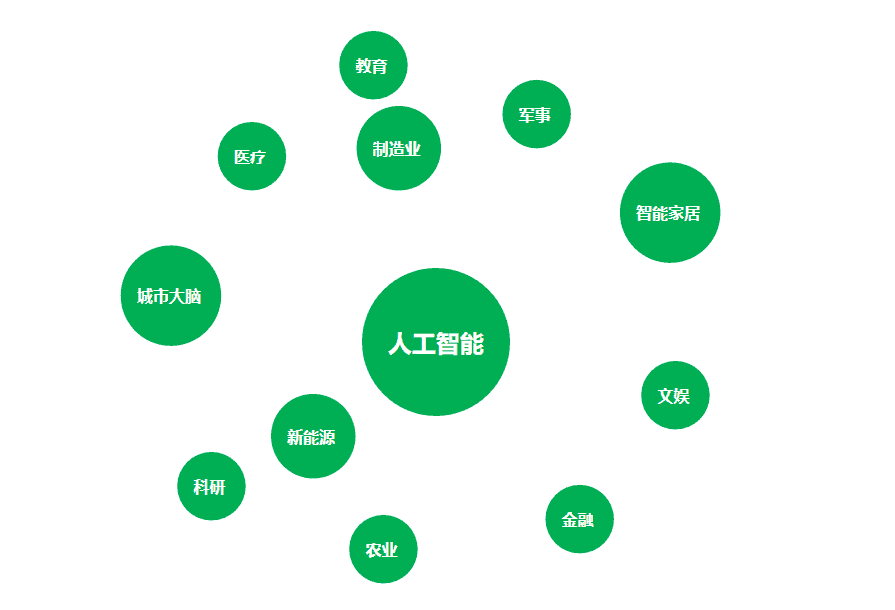 教育
军事
制造业
医疗
智能家居
城市大脑
人工智能
文娱
新能源
科研
金融
农业